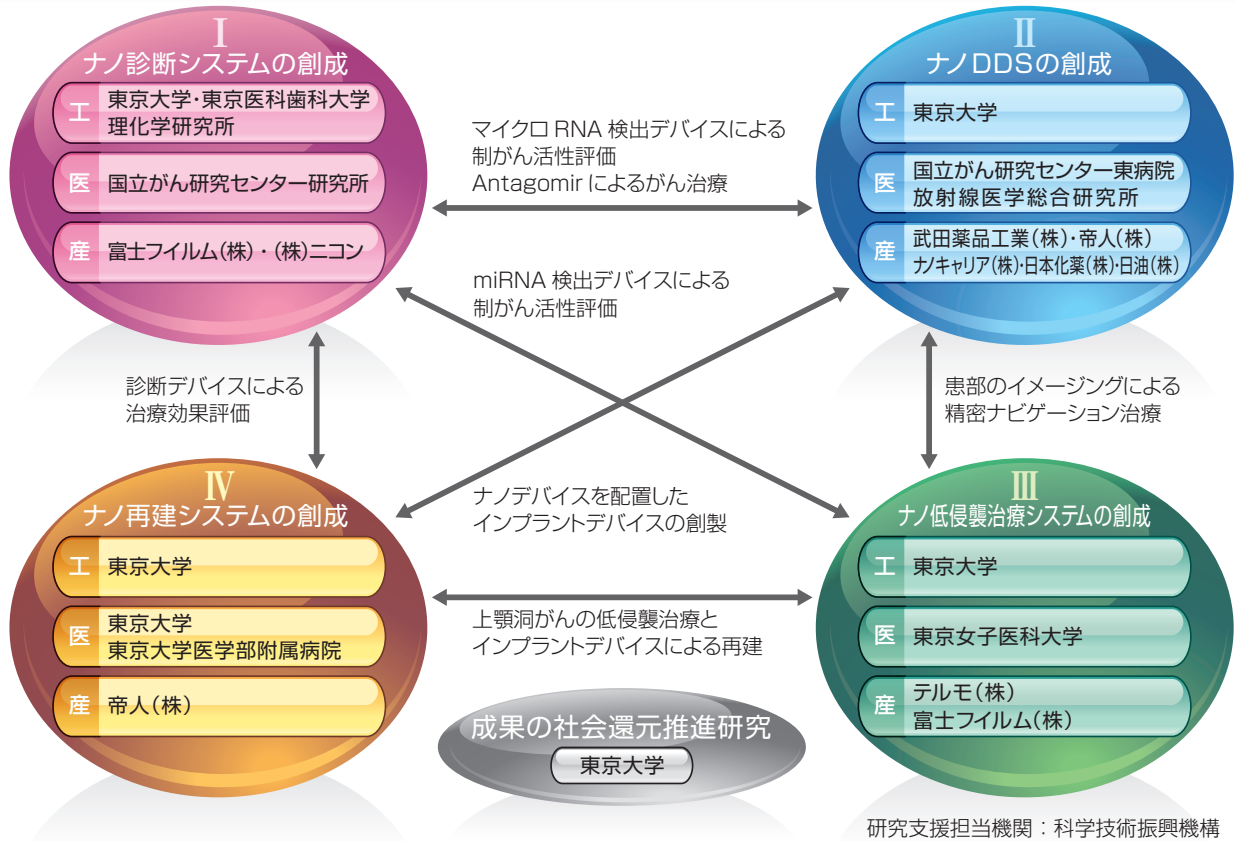 Ⅰ
ナノ診断システムの創成
工
東京大学・東京医科歯科大学
理化学研究所
医
国立がん研究センター研究所
産
富士フイルム(株)・(株)ニコン
マイクロ RNA 検出デバイスによる
制がん活性評価
Antagomir によるがん治療
miRNA 検出デバイスによる
制がん活性評価
Ⅱ
ナノDDSの創成
工
東京大学
医
国立がん研究センター東病院
放射線医学総合研究所
産
武田薬品工業(株)・帝人(株)
ナノキャリア(株)・日本化薬(株)・日油(株)
診断デバイスによる
治療効果評価
患部のイメージングによる
精密ナビゲーション治療
Ⅳ
ナノ再建システムの創成
工
東京大学
医
東京大学
東京大学医学部附属病院
産
帝人(株)
ナノデバイスを配置した
インプラントデバイスの創製
上顎洞がんの低侵襲治療と
インプラントデバイスによる再建
Ⅲ
ナノ低侵襲治療システムの創成
工
東京大学
医
東京女子医科大学
産
テルモ(株)
富士フイルム(株)
成果の社会還元推進研究
東京大学
研究支援担当機関：科学技術振興機構